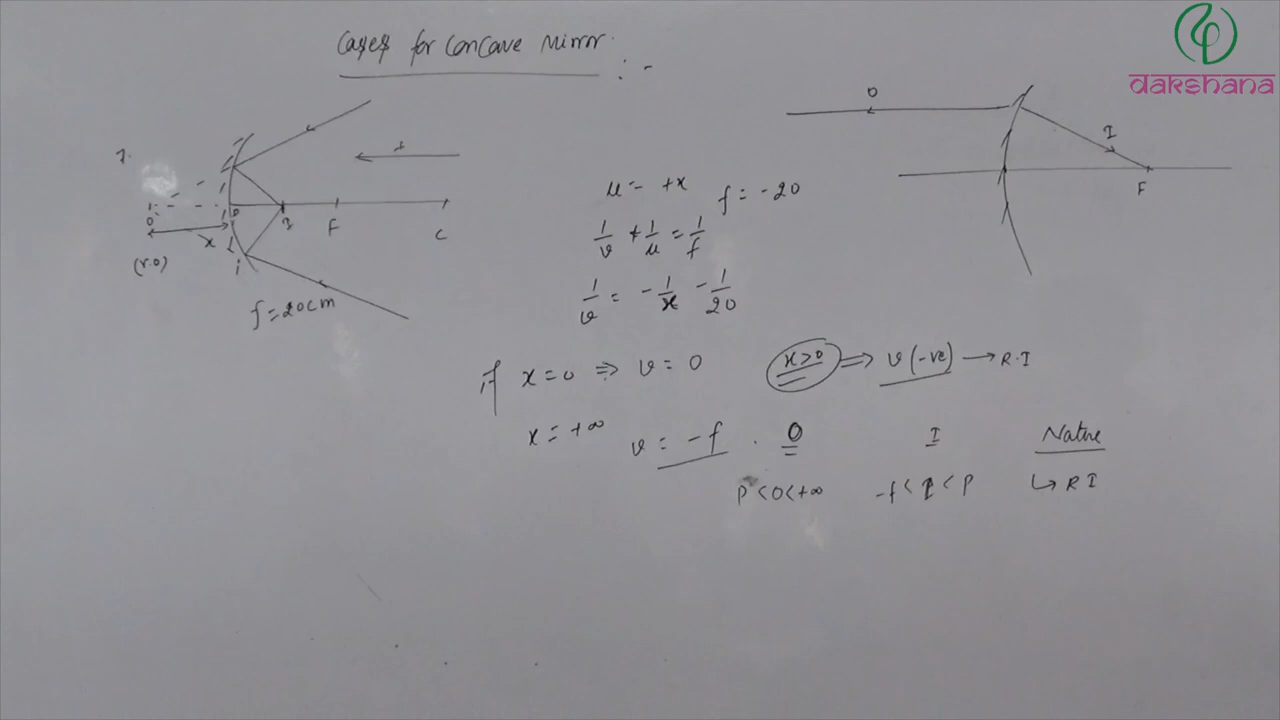 Cases for Concave Mirror :-
dakshana
1.
O
I
I
F
P
I
F
C
O
x
(V.O)
i
f = 20cm
u = +x f = -20
1/v + 1/u = 1/f
1/v = -1/x - 1/20
if x = 0 ⇒ v = 0
x > 0 ⇒ v (-ve) → R.I
x = +∞ v = -f
O I Nature
P < O < +∞ -f < I < P ↳ R I